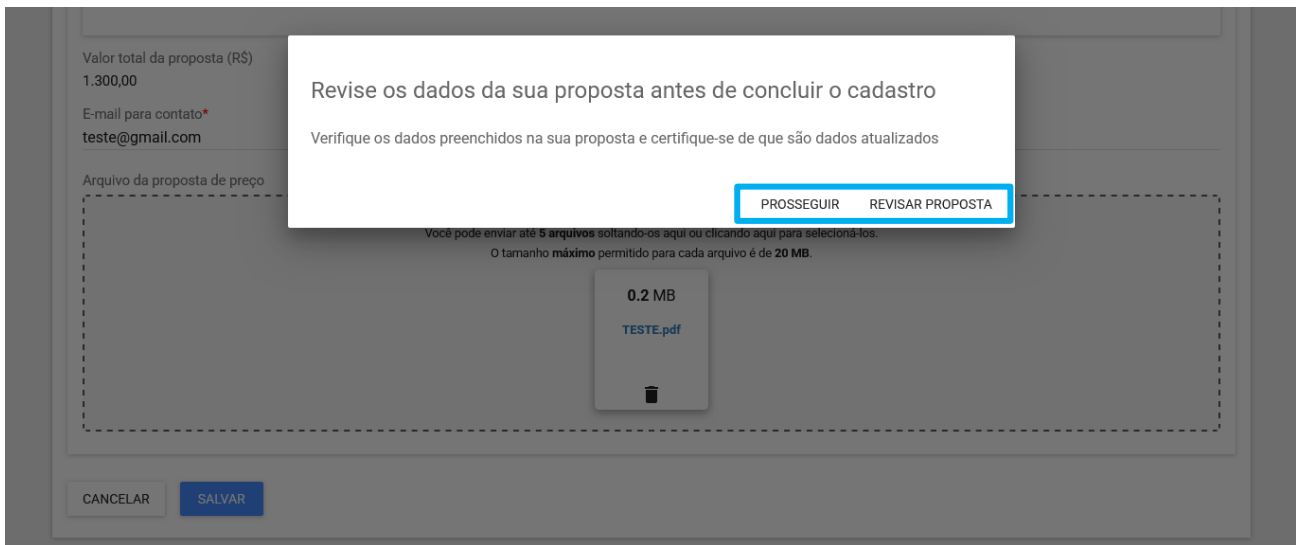 Valor total da proposta (R$)
1.300,00
E-mail para contato*
teste@gmail.com
Revise os dados da sua proposta antes de concluir o cadastro
Verifique os dados preenchidos na sua proposta e certifique-se de que são dados atualizados
PROSSEGUIR REVISAR PROPOSTA
Arquivo da proposta de preço
Você pode enviar até 5 arquivos soltando-os aqui ou clicando aqui para selecioná-los.
O tamanho máximo permitido para cada arquivo é de 20 MB.
0.2 MB
TESTE.pdf
CANCELAR SALVAR